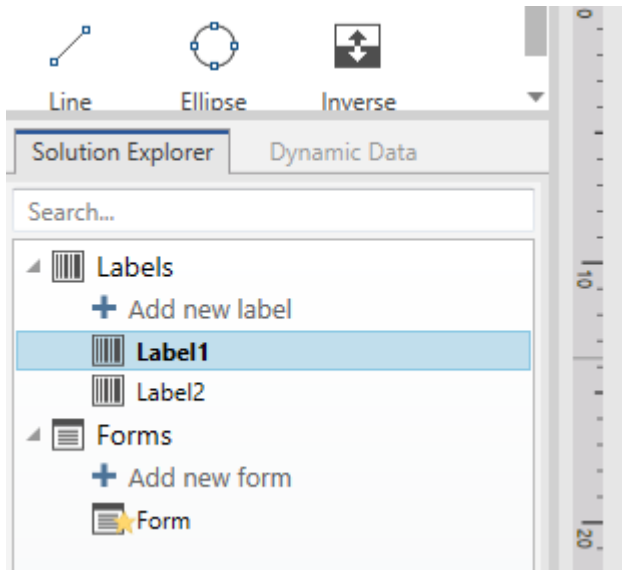 Line Ellipse Inverse
Solution Explorer Dynamic Data
Search...
Labels
Add new label
Label1
Label2
Forms
Add new form
Form
0
10
20